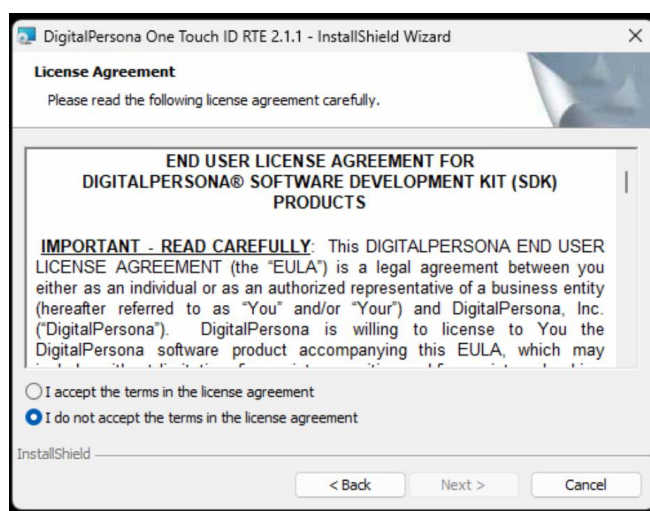 DigitalPersona One Touch ID RTE 2.1.1 - InstallShield Wizard
License Agreement
Please read the following license agreement carefully.
END USER LICENSE AGREEMENT FOR
DIGITALPERSONA® SOFTWARE DEVELOPMENT KIT (SDK)
PRODUCTS
IMPORTANT - READ CAREFULLY: This DIGITALPERSONA END USER
LICENSE AGREEMENT (the “EULA”) is a legal agreement between you
either as an individual or as an authorized representative of a business entity
(hereafter referred to as “You” and/or “Your”) and DigitalPersona, Inc.
(“DigitalPersona”). DigitalPersona is willing to license to You the
DigitalPersona software product accompanying this EULA, which may
I accept the terms in the license agreement
I do not accept the terms in the license agreement
InstallShield
< Back
Next >
Cancel